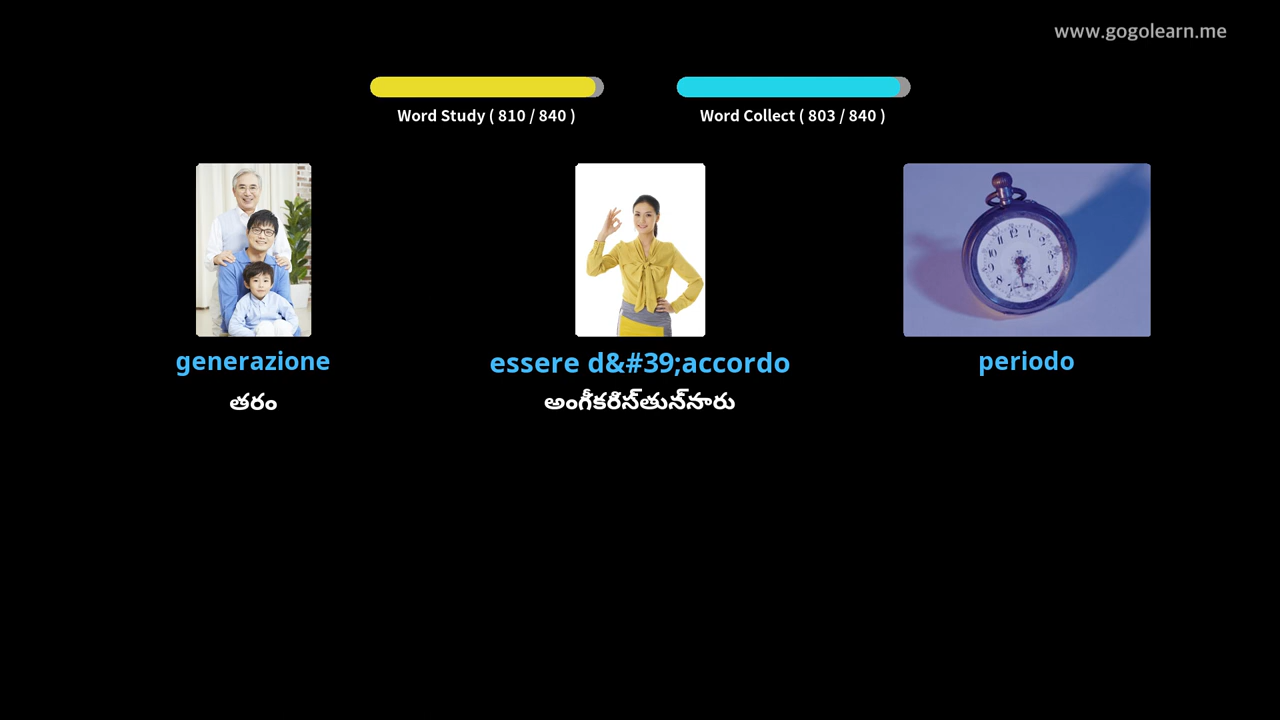 www.gogolearn.me
Word Study ( 810 / 840 )
Word Collect ( 803 / 840 )
generazione
essere d&#39;accordo
periodo
తరం
అంగీకరిస్తున్నారు